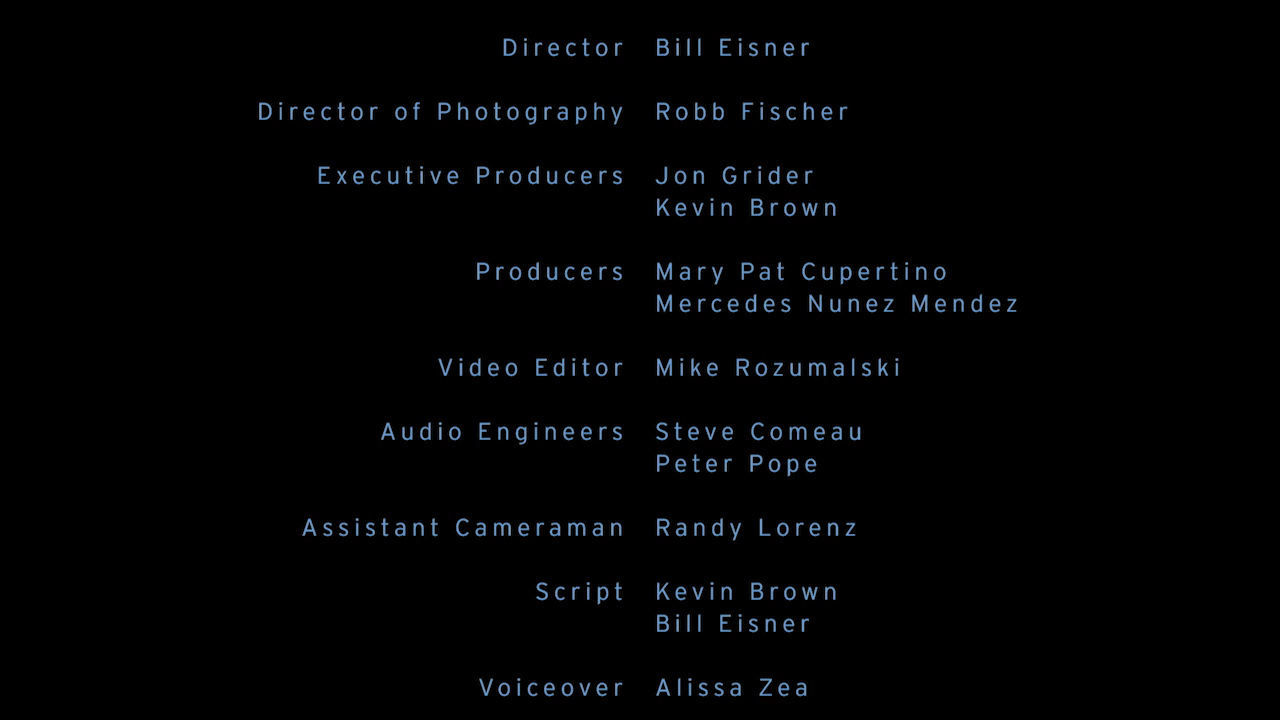 Director Bill Eisner
Director of Photography Robb Fischer
Executive Producers Jon Grider
Kevin Brown
Producers Mary Pat Cupertino
Mercedes Nunez Mendez
Video Editor Mike Rozumalski
Audio Engineers Steve Comeau
Peter Pope
Assistant Cameraman Randy Lorenz
Script Kevin Brown
Bill Eisner
Voiceover Alissa Zea